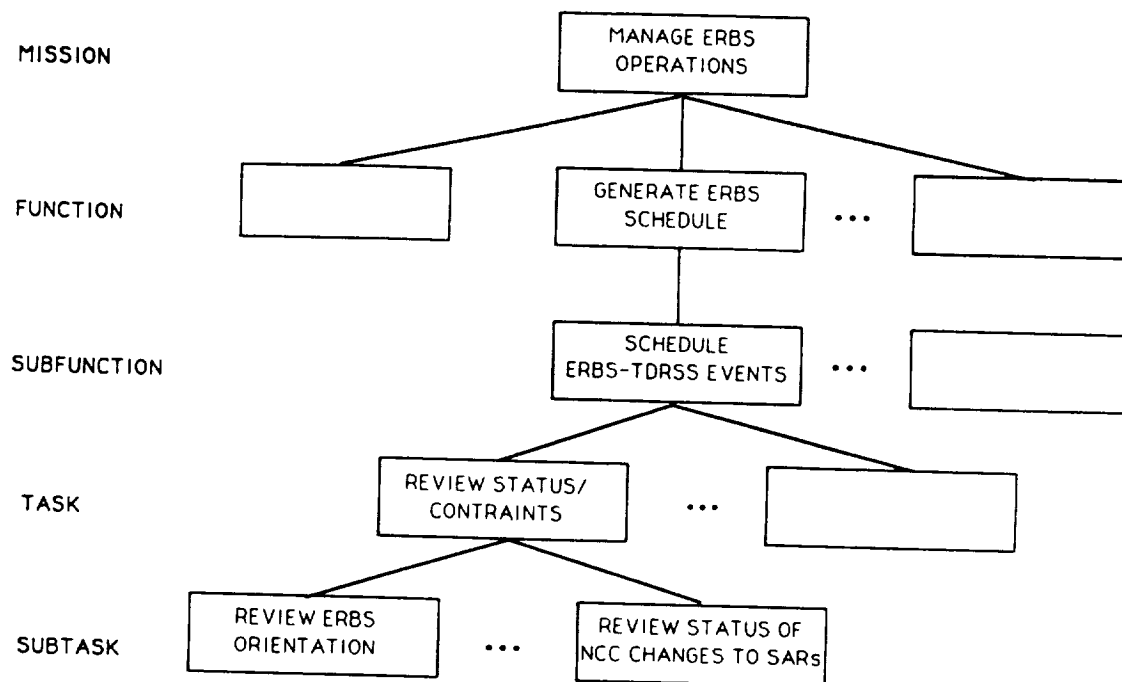 MISSION
MANAGE ERBS
OPERATIONS
FUNCTION
GENERATE ERBS
SCHEDULE
...
SUBFUNCTION
SCHEDULE
ERBS-TDRSS EVENTS
...
TASK
REVIEW STATUS/
CONTRAINTS
...
SUBTASK
REVIEW ERBS
ORIENTATION
...
REVIEW STATUS OF
NCC CHANGES TO SARs